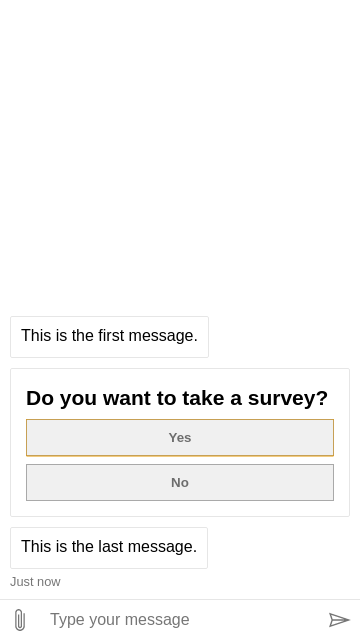 This is the first message.
Do you want to take a survey?
Yes
No
This is the last message.
Just now
Type your message